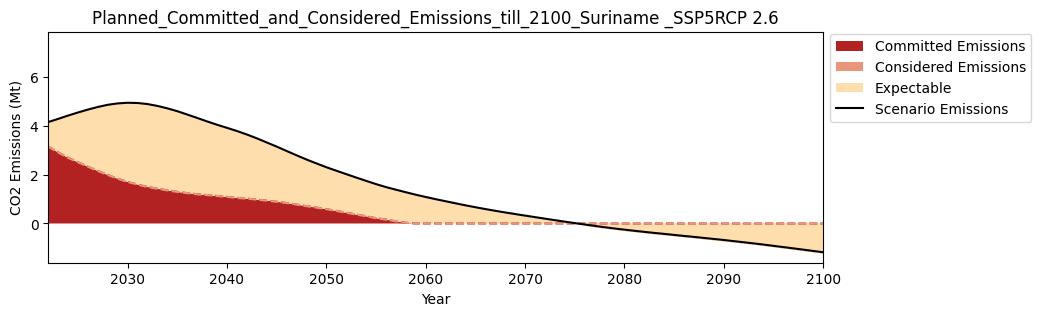 Planned_Committed_and_Considered_Emissions_till_2100_Suriname _SSP5RCP 2.6
CO2 Emissions (Mt)
6
4
2
0
2030 2040 2050 2060 2070 2080 2090 2100
Year
Committed Emissions
Considered Emissions
Expectable
Scenario Emissions